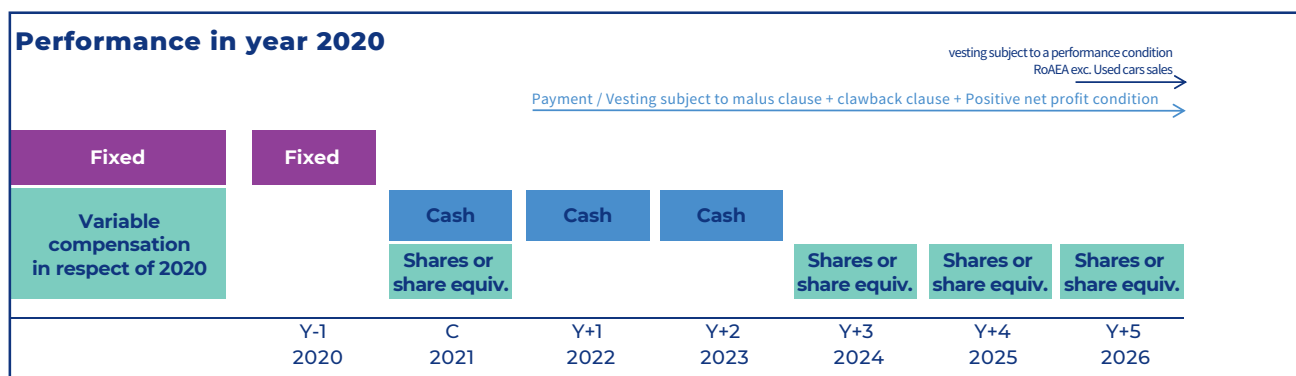 Performance in year 2020
vesting subject to a performance condition
RoAEA exc. Used cars sales
Payment / Vesting subject to malus clause + clawback clause + Positive net profit condition
Fixed
Fixed
Variable
compensation
in respect of 2020
Cash
Cash
Cash
Shares or
share equiv.
Shares or
share equiv.
Shares or
share equiv.
Shares or
share equiv.
Y-1
2020
C
2021
Y+1
2022
Y+2
2023
Y+3
2024
Y+4
2025
Y+5
2026